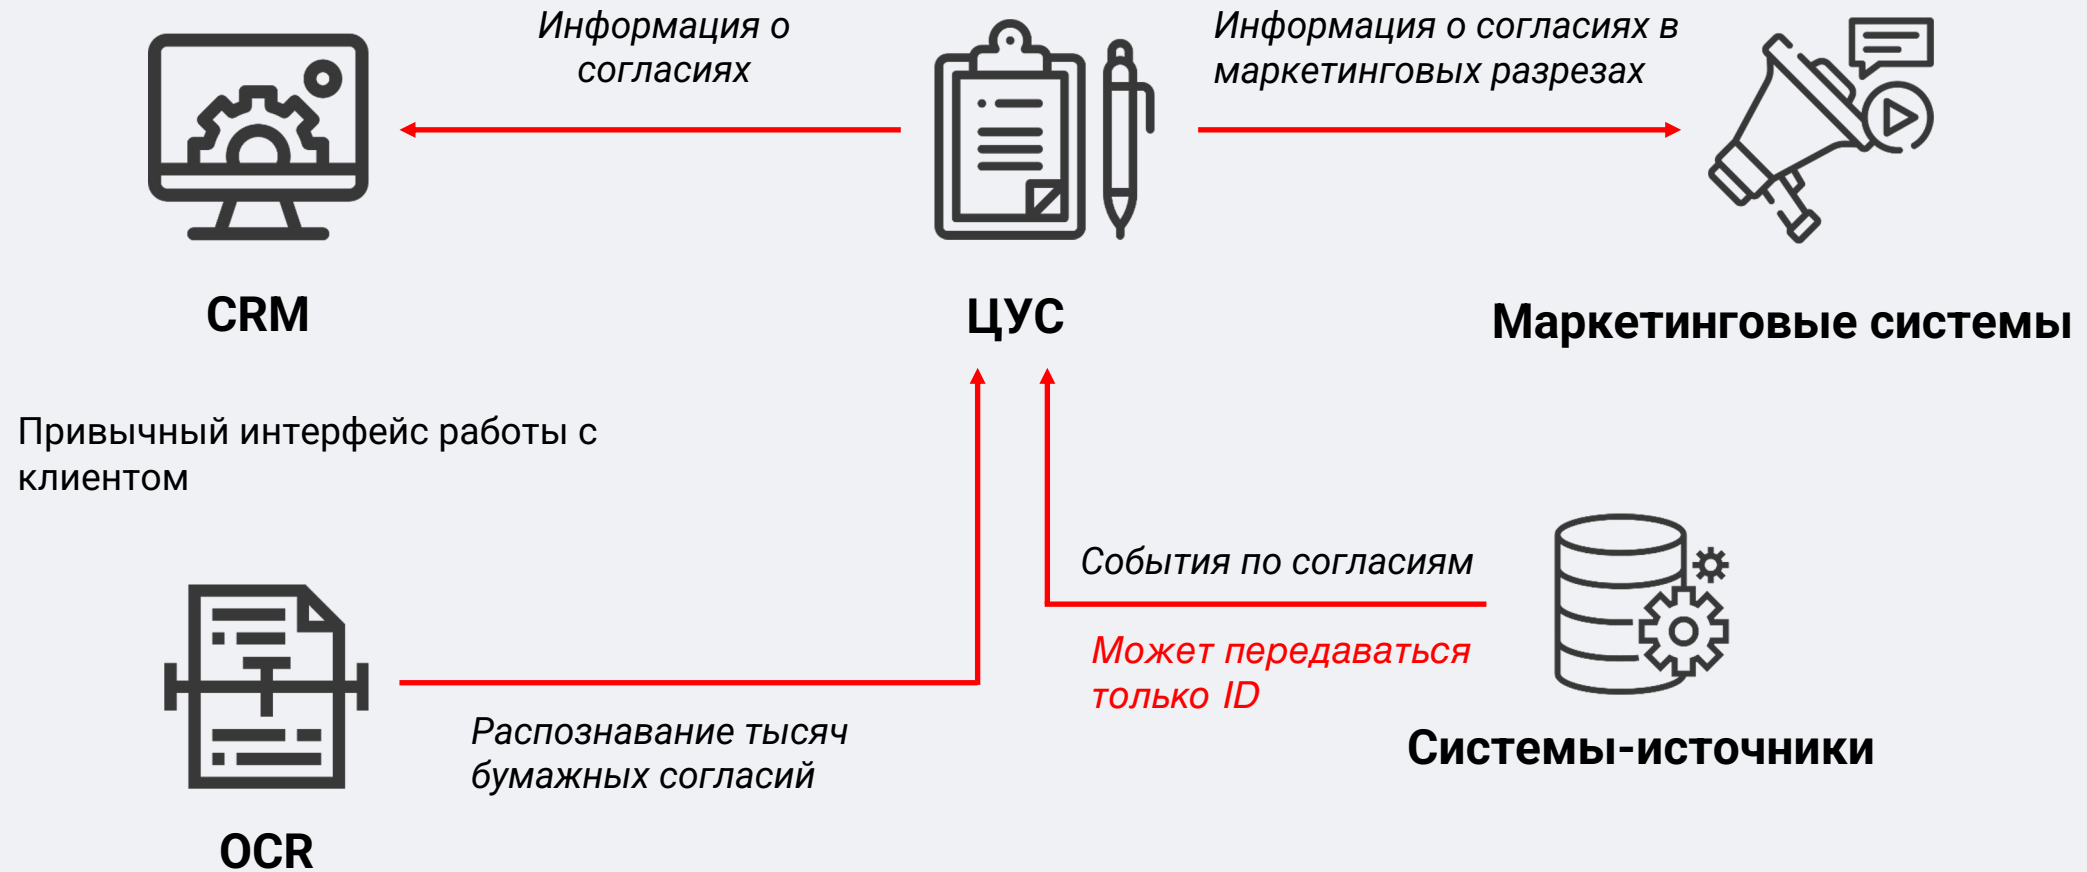 Информация о
согласиях
Информация о согласиях в
маркетинговых разрезах
CRM
ЦУС
Маркетинговые системы
Привычный интерфейс работы с
клиентом
События по согласиям
Может передаваться
только ID
Распознавание тысяч
бумажных согласий
Системы-источники
OCR